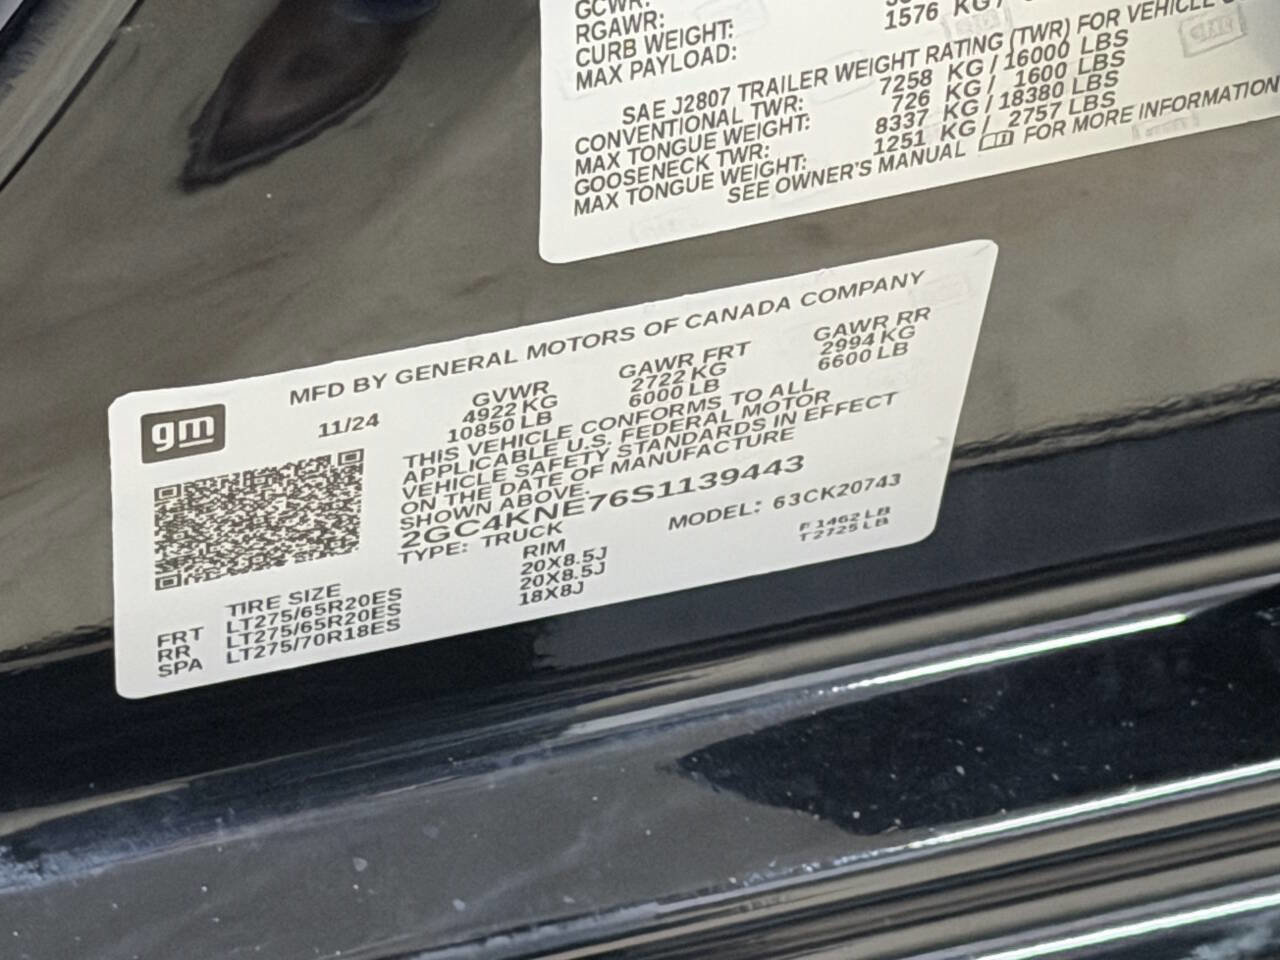 GCWR:
RGAWR:
CURB WEIGHT:
MAX PAYLOAD: 1576 KG/
SAE J2807 TRAILER WEIGHT RATING (TWR) FOR VEHICLE
CONVENTIONAL TWR: 7258 KG / 16000 LBS
MAX TONGUE WEIGHT: 726 KG / 1600 LBS
GOOSENECK TWR: 8337 KG / 18380 LBS
MAX TONGUE WEIGHT: 1251 KG / 2757 LBS
SEE OWNER'S MANUAL FOR MORE INFORMATION
MFD BY GENERAL MOTORS OF CANADA COMPANY
gm
11/24 GVWR GAWR FRT GAWR RR
4922 KG 2722 KG 2994 KG
10850 LB 6000 LB 6600 LB
THIS VEHICLE CONFORMS TO ALL
APPLICABLE U.S. FEDERAL MOTOR
VEHICLE SAFETY STANDARDS IN EFFECT
ON THE DATE OF MANUFACTURE
SHOWN ABOVE.
2GC4KNE76S1139443
TYPE: TRUCK MODEL: 63CK20743
F 1462 LB
T 2725 LB
TIRE SIZE RIM
FRT LT275/65R20ES 20X8.5J
RR LT275/65R20ES 20X8.5J
SPA LT275/70R18ES 18X8J